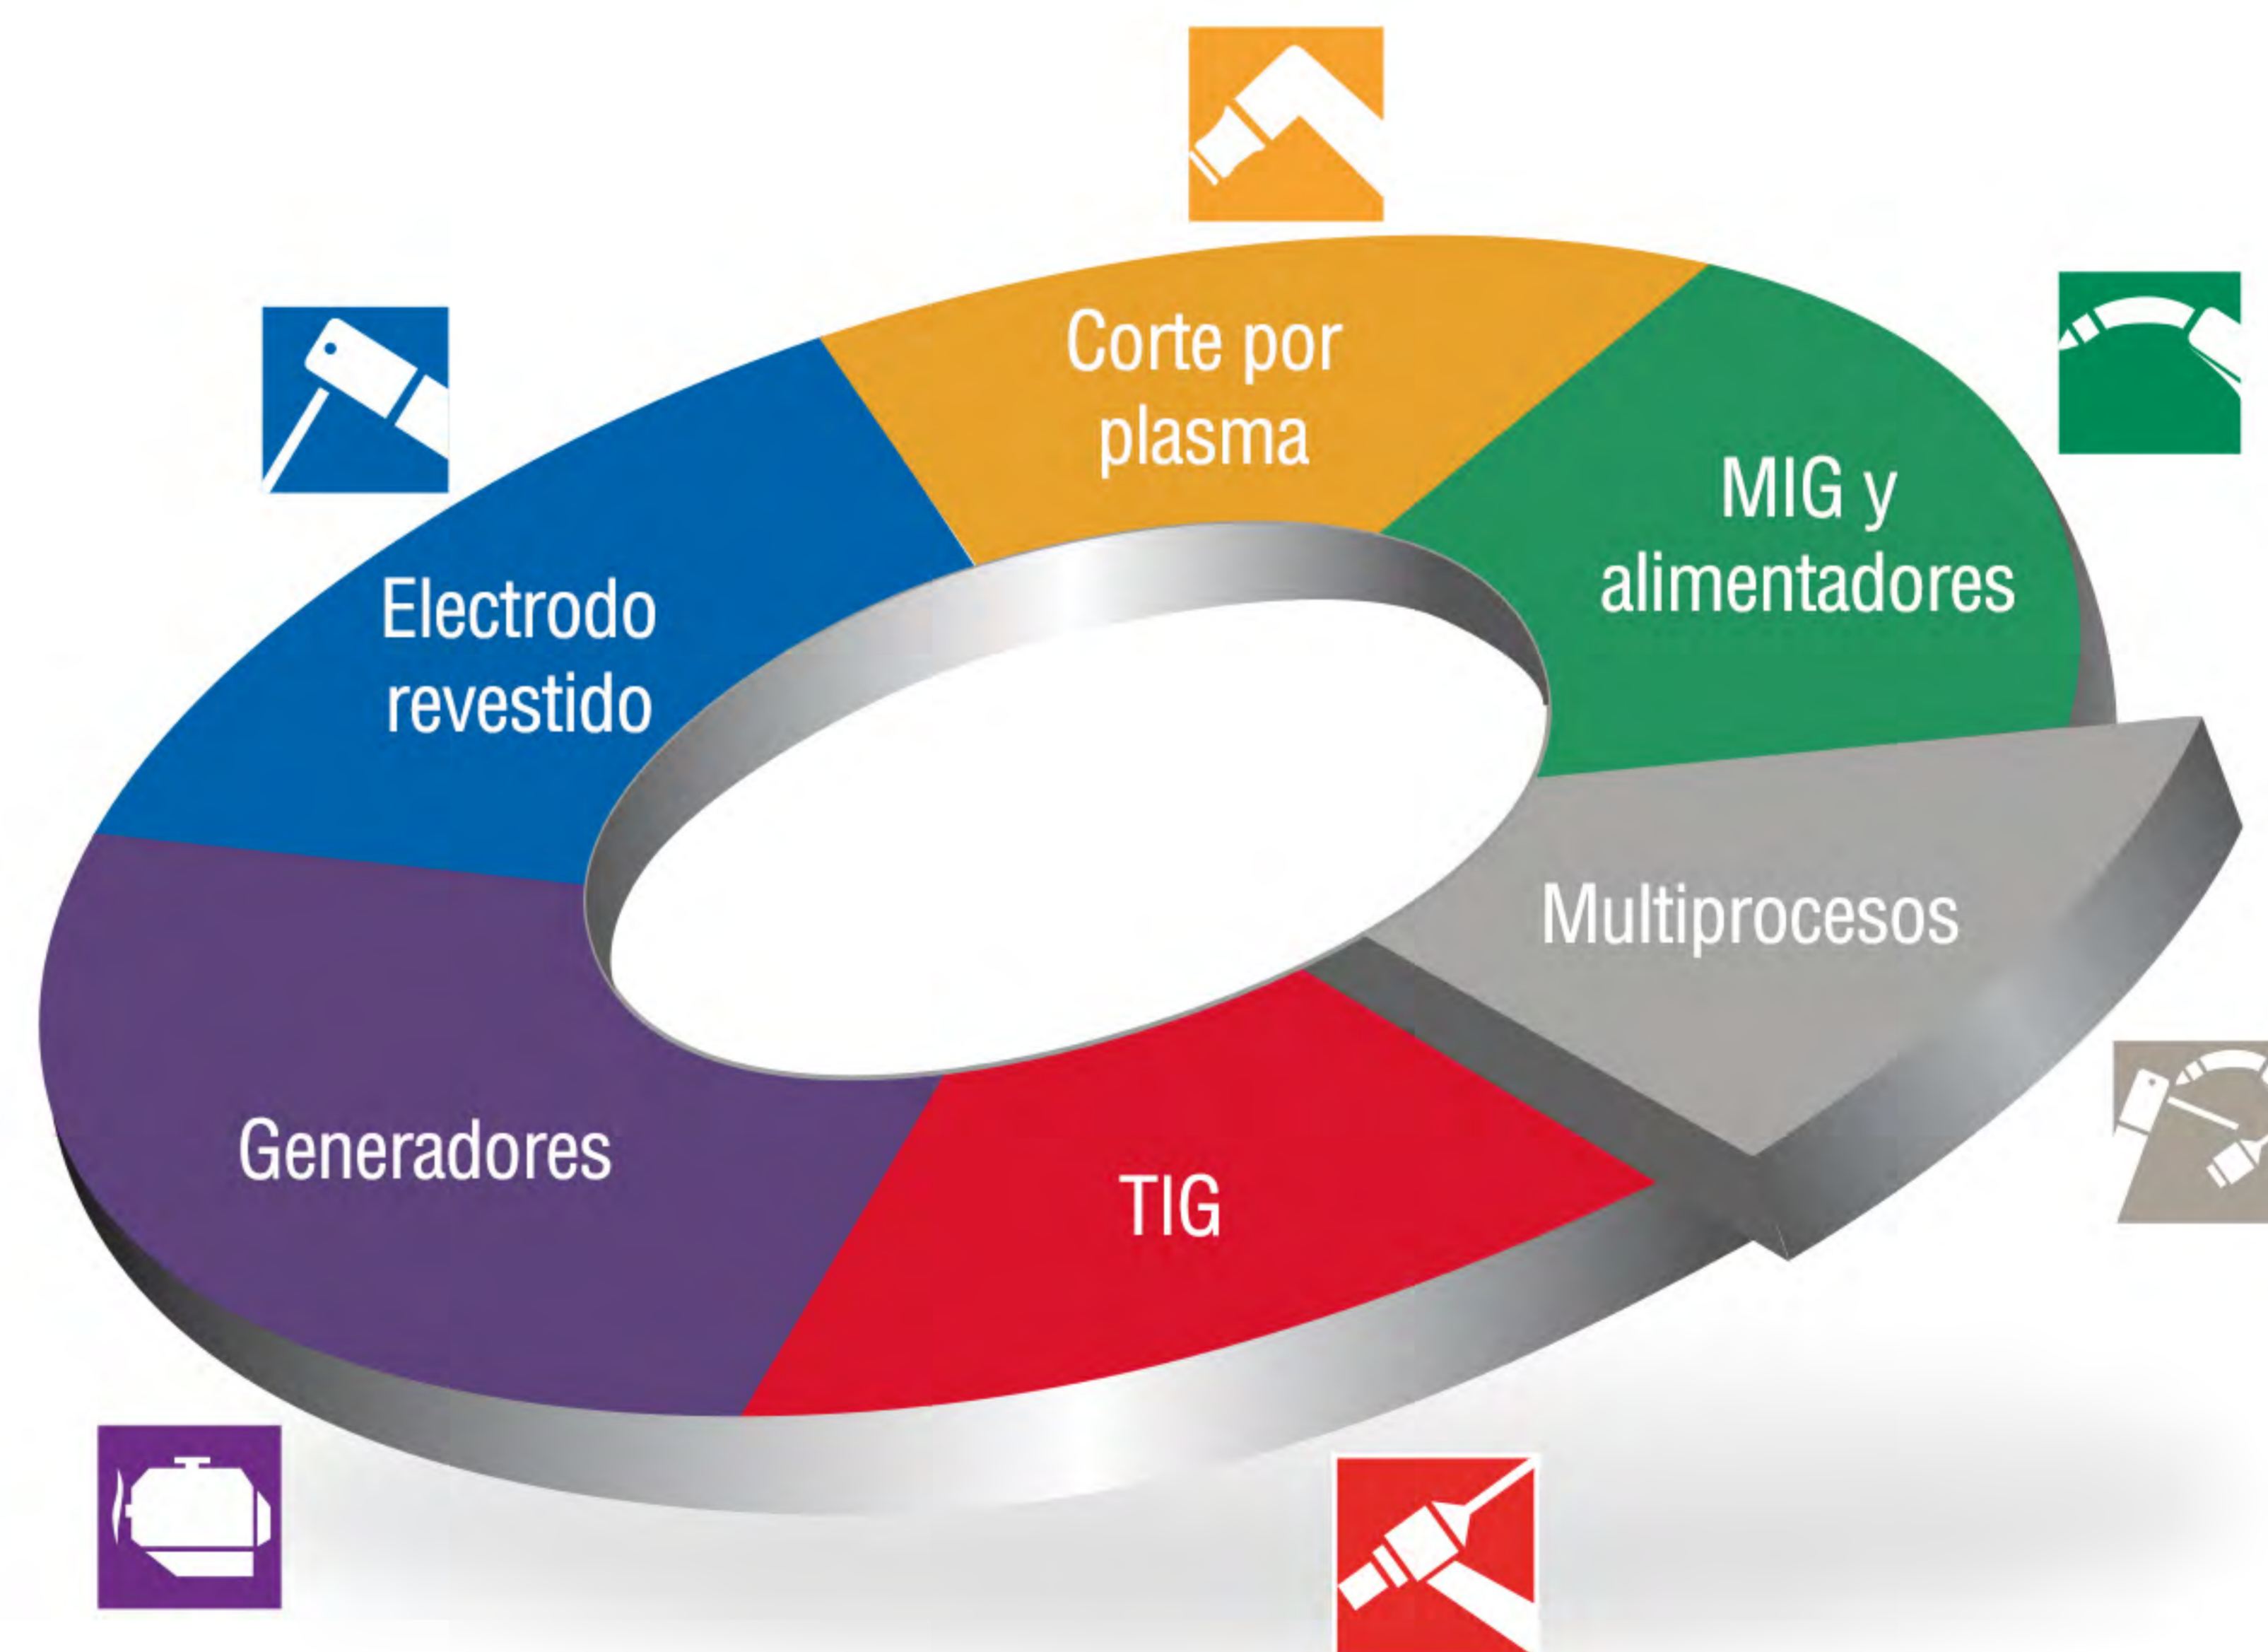 Corte por
plasma
MIG y
alimentadores
Electrodo
revestido
Multiprocesos
Generadores
TIG